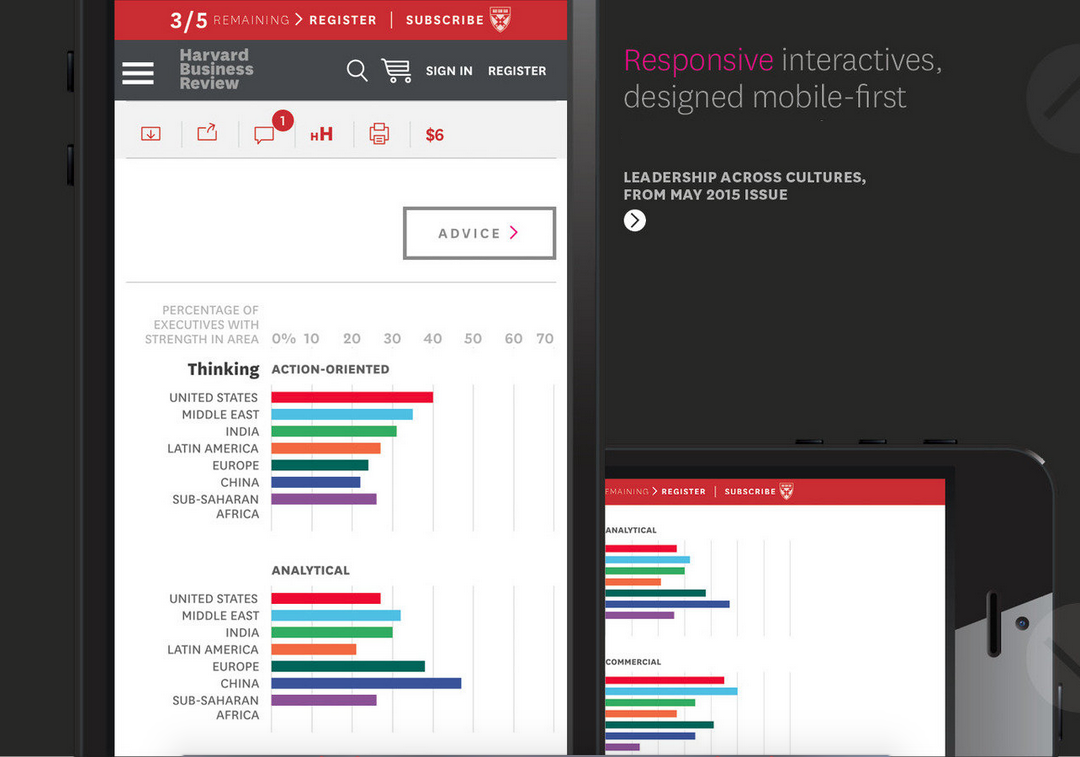 3/5 REMAINING > REGISTER | SUBSCRIBE
Harvard
Business
Review
SIGN IN REGISTER
1
HH
$6
ADVICE >
PERCENTAGE OF
EXECUTIVES WITH
STRENGTH IN AREA
0% 10 20 30 40 50 60 70
Thinking ACTION-ORIENTED
UNITED STATES
MIDDLE EAST
INDIA
LATIN AMERICA
EUROPE
CHINA
SUB-SAHARAN
AFRICA
ANALYTICAL
UNITED STATES
MIDDLE EAST
INDIA
LATIN AMERICA
EUROPE
CHINA
SUB-SAHARAN
AFRICA
Responsive interactives,
designed mobile-first
LEADERSHIP ACROSS CULTURES,
FROM MAY 2015 ISSUE
EMAINING > REGISTER | SUBSCRIBE
ANALYTICAL
COMMERCIAL